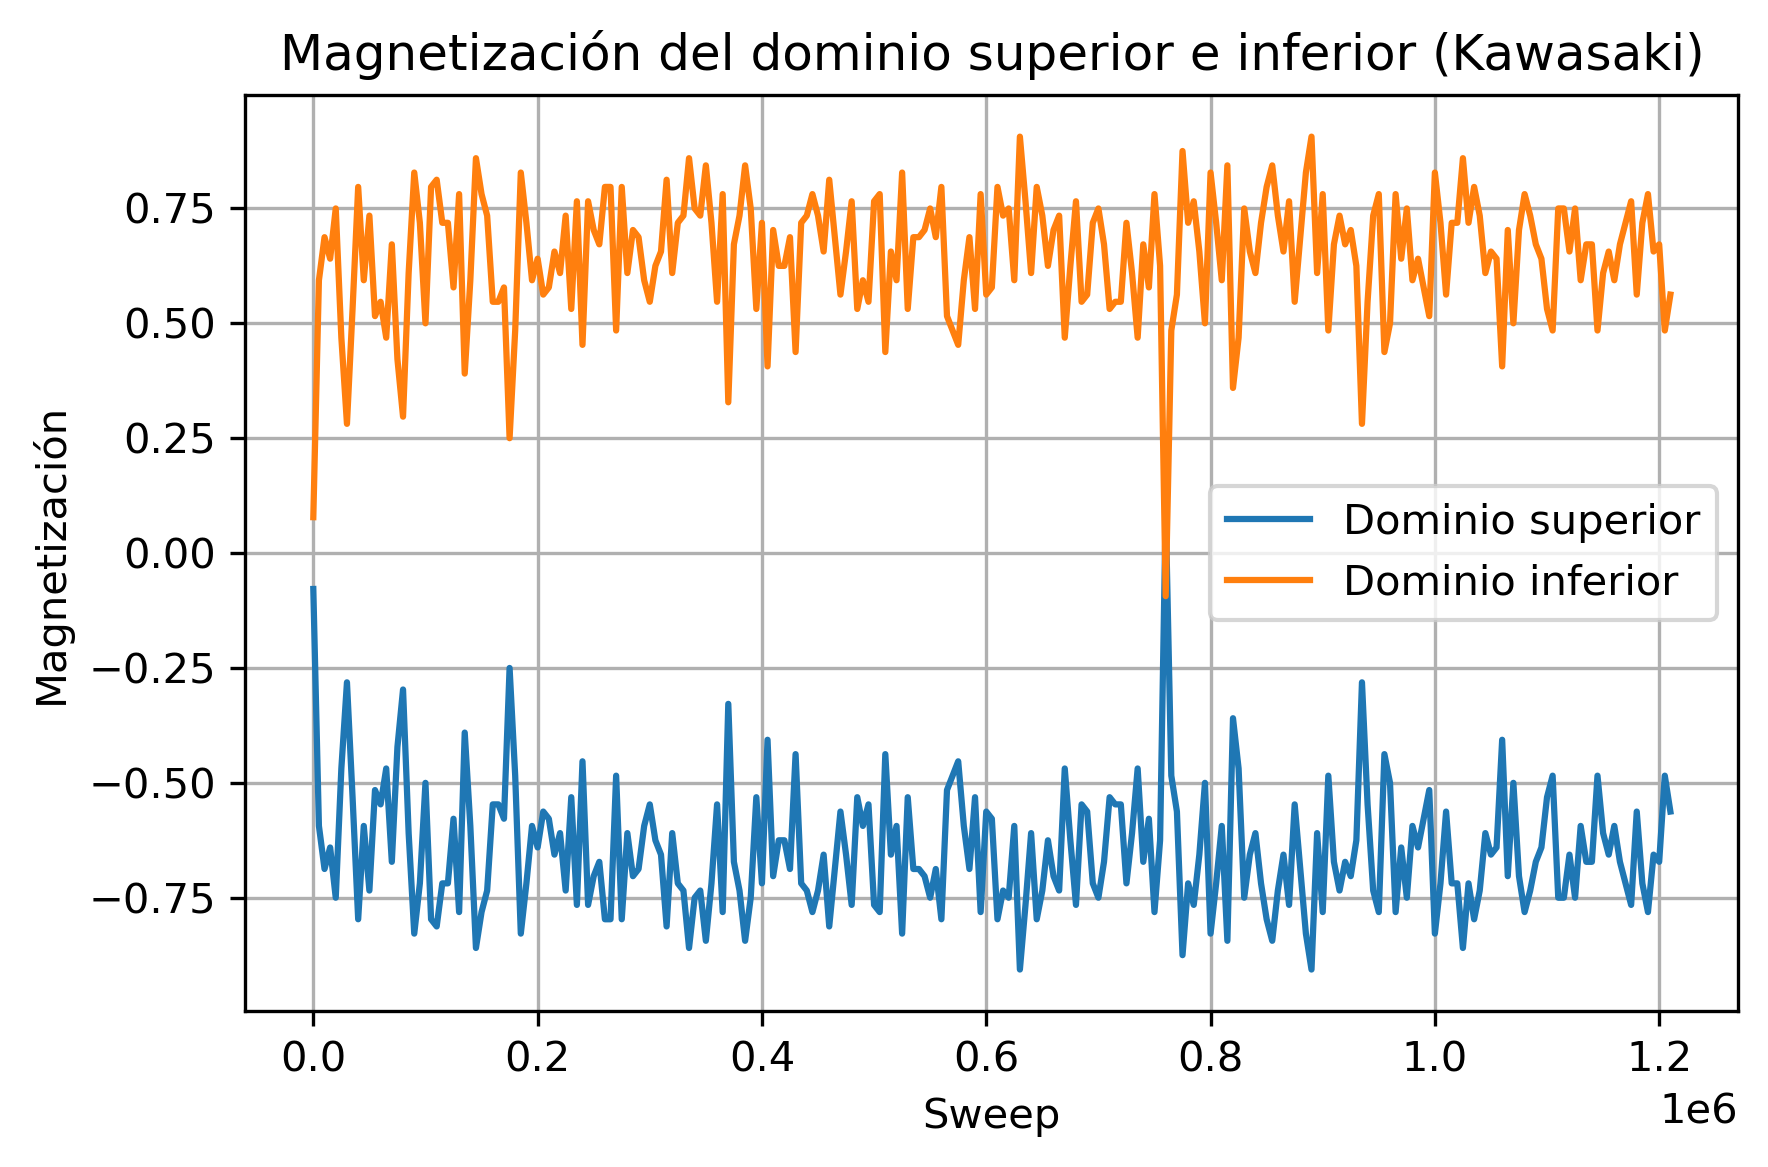 Magnetización del dominio superior e inferior (Kawasaki)
0.75
0.50
0.25
0.00
−0.25
−0.50
−0.75
Magnetización
Dominio superior
Dominio inferior
0.0 0.2 0.4 0.6 0.8 1.0 1.2
1e6
Sweep